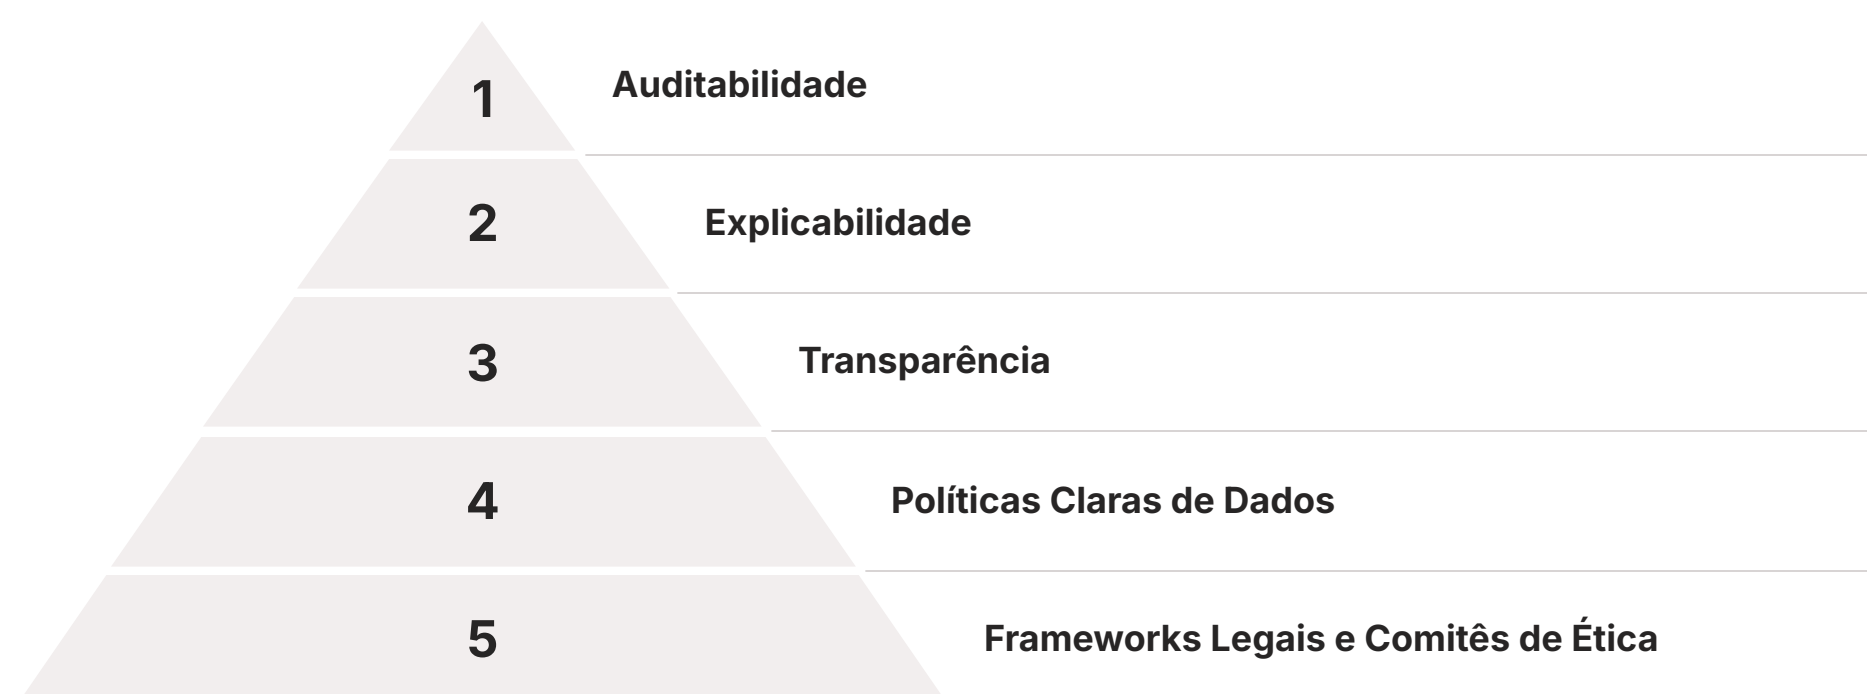 1
Auditabilidade
2
Explicabilidade
3
Transparência
4
Políticas Claras de Dados
5
Frameworks Legais e Comitês de Ética